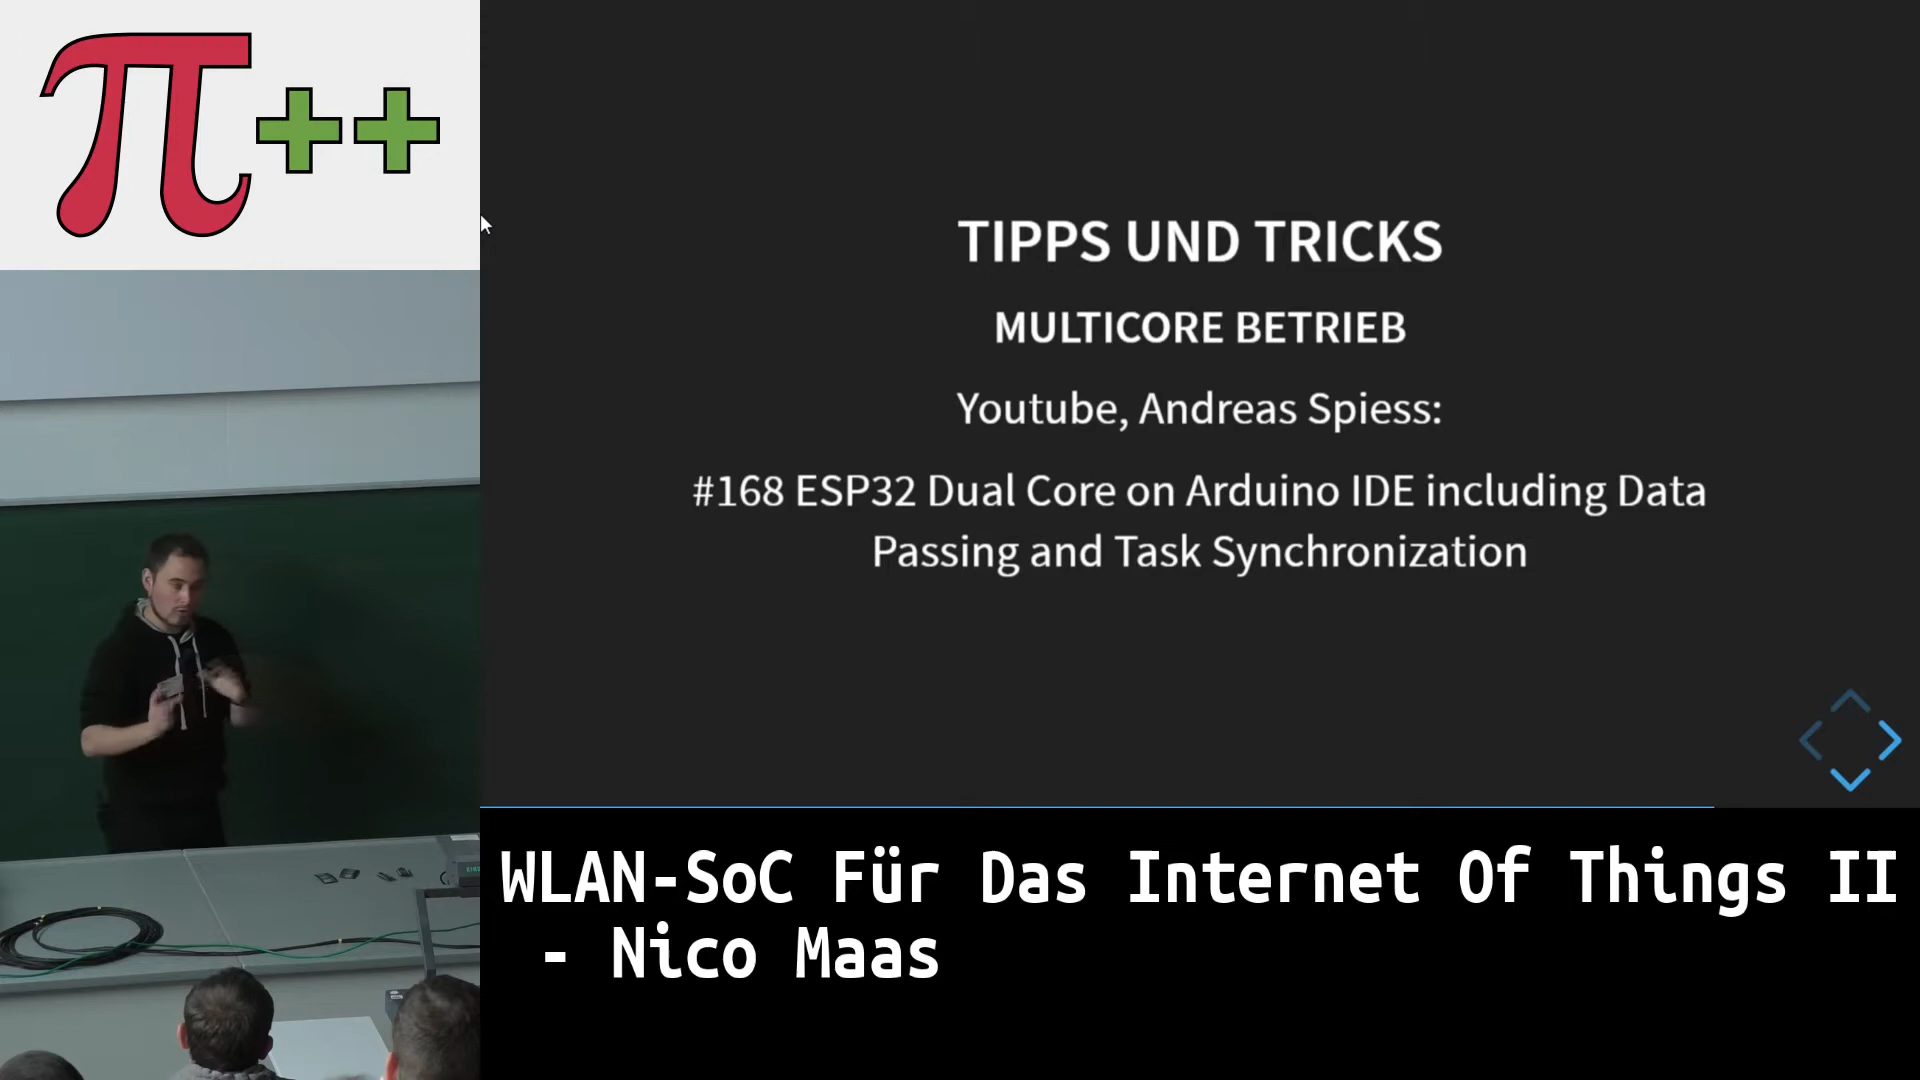 π++
TIPPS UND TRICKS
MULTICORE BETRIEB
Youtube, Andreas Spiess:
#168 ESP32 Dual Core on Arduino IDE including Data
Passing and Task Synchronization
WLAN-SoC Für Das Internet Of Things II
- Nico Maas